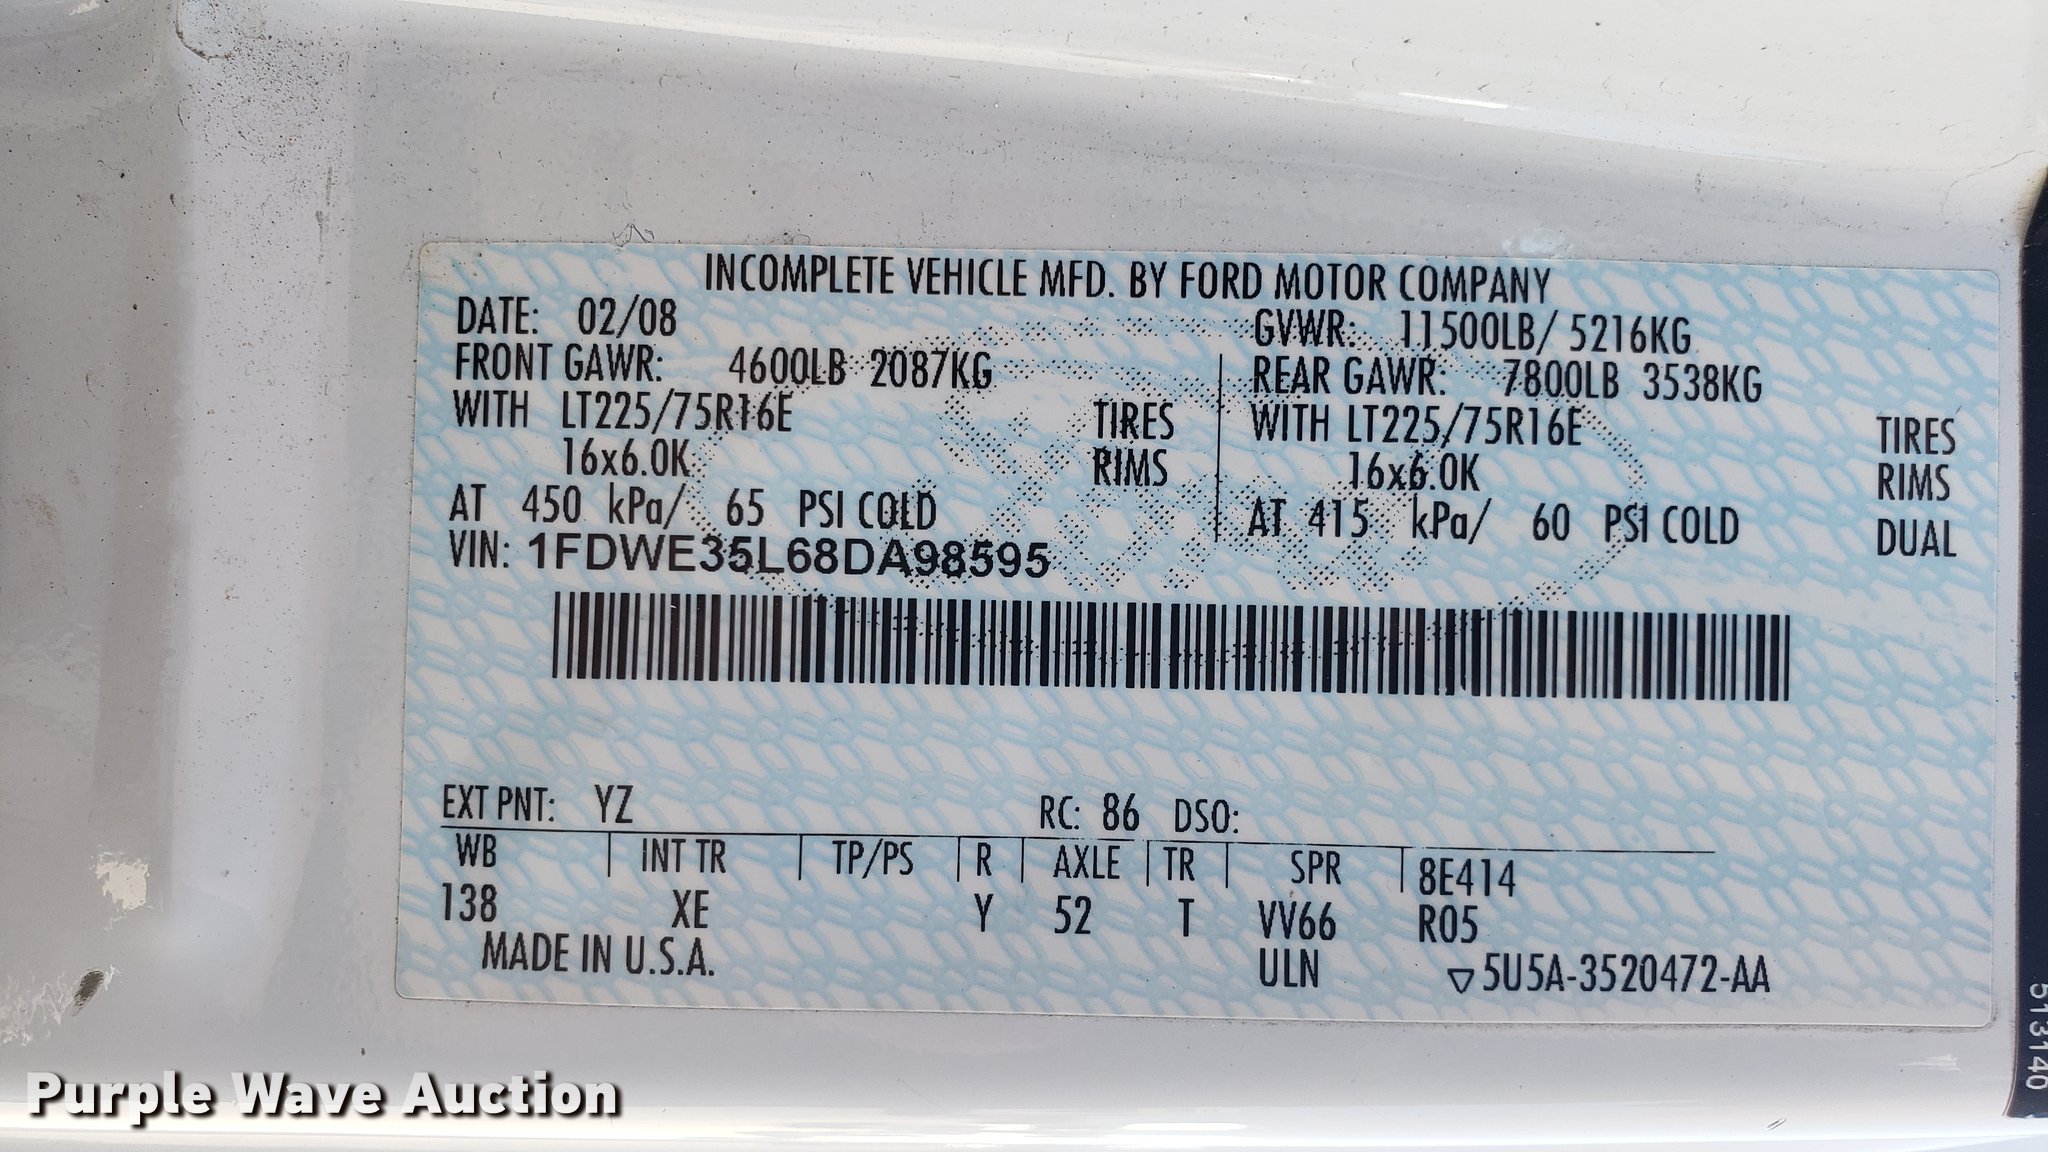 INCOMPLETE VEHICLE MFD. BY FORD MOTOR COMPANY
DATE: 02/08 GVWR: 11500LB/ 5216KG
FRONT GAWR: 4600LB 2087KG REAR GAWR: 7800LB 3538KG
WITH LT225/75R16E TIRES WITH LT225/75R16E TIRES
16x6.0K RIMS 16x6.0K RIMS
AT 450 kPa/ 65 PSI COLD AT 415 kPa/ 60 PSI COLD DUAL
VIN: 1FDWE35L68DA98595
EXT PNT: YZ RC: 86 DSO:
WB INT TR TP/PS R AXLE TR SPR 8E414
138 XE Y 52 T VV66 R05
MADE IN U.S.A. ULN ▽5U5A-3520472-AA
513140
Purple Wave Auction